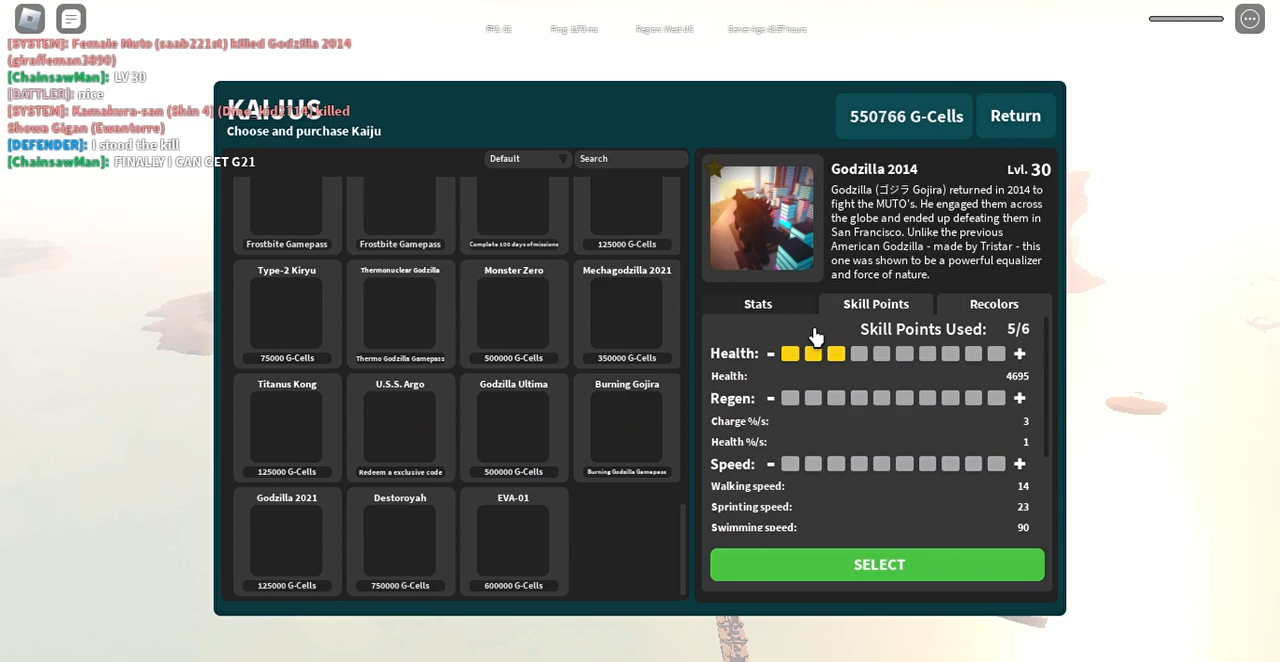 FPS: 62 Region: West US
[SYSTEM]: Female Muto (saab221st) killed Godzilla 2014
(giraffeman3890)
[ChainsawMan]: LV 30
[BATTLER]: nice
killed
Showa Gigan (Ewantorre)
[DEFENDER]: I stood the kill
[ChainsawMan]: FINALLY I CAN GET G21
KAIJUS
Choose and purchase Kaiju
550766 G-Cells
Return
Default
Search
Frostbite Gamepass
Frostbite Gamepass
Complete 100 days of missions
125000 G-Cells
Type-2 Kiryu
Thermonuclear Godzilla
Monster Zero
Mechagodzilla 2021
75000 G-Cells
Thermo Godzilla Gamepass
500000 G-Cells
350000 G-Cells
Titanus Kong
U.S.S. Argo
Godzilla Ultima
Burning Gojira
125000 G-Cells
Redeem a exclusive code
500000 G-Cells
Burning Godzilla Gamepass
Godzilla 2021
Destoroyah
EVA-01
125000 G-Cells
750000 G-Cells
600000 G-Cells
Godzilla 2014
Lvl. 30
Godzilla (ゴジラ Gojira) returned in 2014 to
fight the MUTO's. He engaged them across
the globe and ended up defeating them in
San Francisco. Unlike the previous
American Godzilla - made by Tristar - this
one was shown to be a powerful equalizer
and force of nature.
Stats
Skill Points
Recolors
Skill Points Used: 5/6
Health: - +
Health: 4695
Regen: - +
Charge %/s: 3
Health %/s: 1
Speed: - +
Walking speed: 14
Sprinting speed: 23
Swimming speed: 90
SELECT